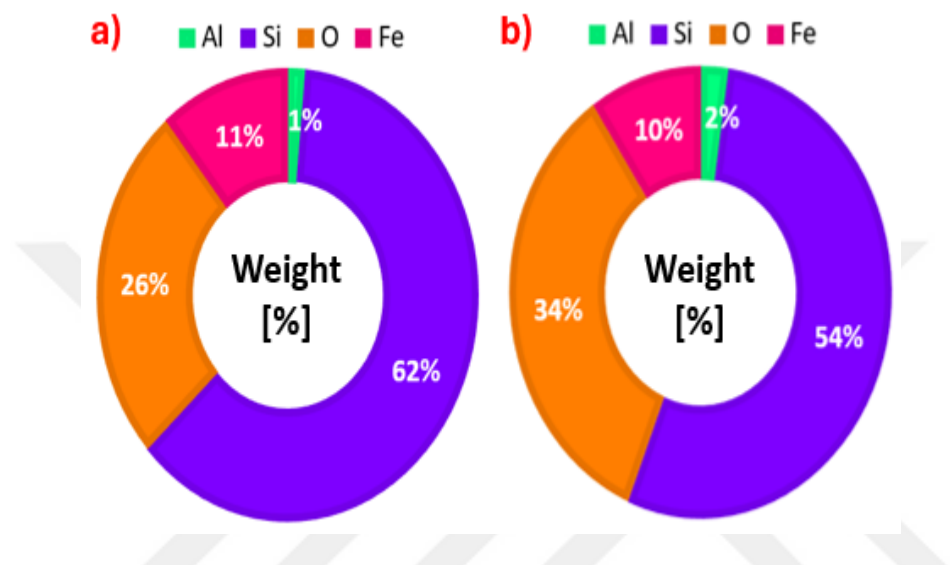 a)
Al Si O Fe
1%
11%
26%
62%
Weight
[%]
b)
Al Si O Fe
2%
10%
34%
54%
Weight
[%]